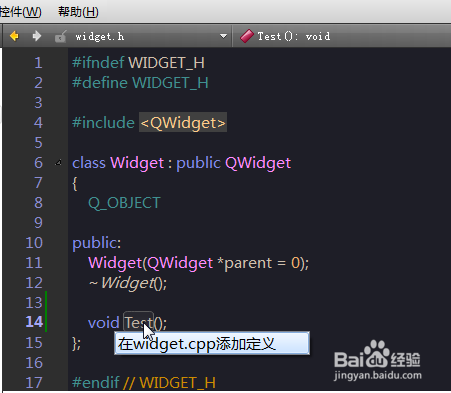 控件(W) 帮助(H)
widget.h Test(): void
1 #ifndef WIDGET_H
2 #define WIDGET_H
3
4 #include <QWidget>
5
6 class Widget : public QWidget
7 {
8 Q_OBJECT
9
10 public:
11 Widget(QWidget *parent = 0);
12 ~Widget();
13
14 void Test();
在widget.cpp添加定义
15 };
16
17 #endif // WIDGET_H
Baidu 经验
jingyan.baidu.com